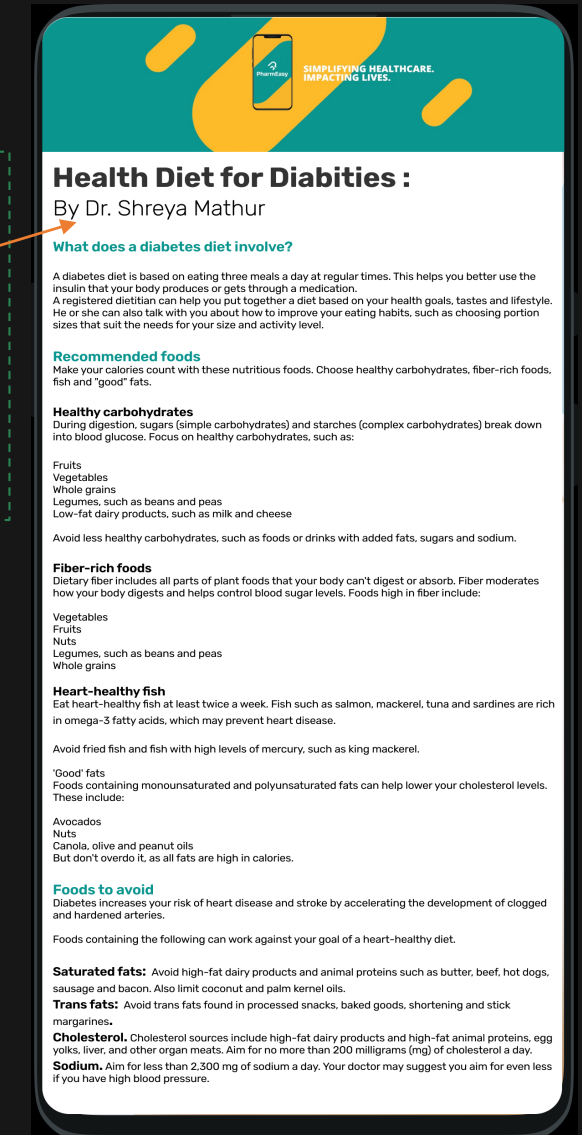 PharmEasy
SIMPLIFYING HEALTHCARE.
IMPACTING LIVES.
Health Diet for Diabities :
By Dr. Shreya Mathur
What does a diabetes diet involve?
A diabetes diet is based on eating three meals a day at regular times. This helps you better use the
insulin that your body produces or gets through a medication.
A registered dietitian can help you put together a diet based on your health goals, tastes and lifestyle.
He or she can also talk with you about how to improve your eating habits, such as choosing portion
sizes that suit the needs for your size and activity level.
Recommended foods
Make your calories count with these nutritious foods. Choose healthy carbohydrates, fiber-rich foods,
fish and "good" fats.
Healthy carbohydrates
During digestion, sugars (simple carbohydrates) and starches (complex carbohydrates) break down
into blood glucose. Focus on healthy carbohydrates, such as:
Fruits
Vegetables
Whole grains
Legumes, such as beans and peas
Low-fat dairy products, such as milk and cheese
Avoid less healthy carbohydrates, such as foods or drinks with added fats, sugars and sodium.
Fiber-rich foods
Dietary fiber includes all parts of plant foods that your body can't digest or absorb. Fiber moderates
how your body digests and helps control blood sugar levels. Foods high in fiber include:
Vegetables
Fruits
Nuts
Legumes, such as beans and peas
Whole grains
Heart-healthy fish
Eat heart-healthy fish at least twice a week. Fish such as salmon, mackerel, tuna and sardines are rich
in omega-3 fatty acids, which may prevent heart disease.
Avoid fried fish and fish with high levels of mercury, such as king mackerel.
'Good' fats
Foods containing monounsaturated and polyunsaturated fats can help lower your cholesterol levels.
These include:
Avocados
Nuts
Canola, olive and peanut oils
But don't overdo it, as all fats are high in calories.
Foods to avoid
Diabetes increases your risk of heart disease and stroke by accelerating the development of clogged
and hardened arteries.
Foods containing the following can work against your goal of a heart-healthy diet.
Saturated fats: Avoid high-fat dairy products and animal proteins such as butter, beef, hot dogs,
sausage and bacon. Also limit coconut and palm kernel oils.
Trans fats: Avoid trans fats found in processed snacks, baked goods, shortening and stick
margarines.
Cholesterol. Cholesterol sources include high-fat dairy products and high-fat animal proteins, egg
yolks, liver, and other organ meats. Aim for no more than 200 milligrams (mg) of cholesterol a day.
Sodium. Aim for less than 2,300 mg of sodium a day. Your doctor may suggest you aim for even less
if you have high blood pressure.